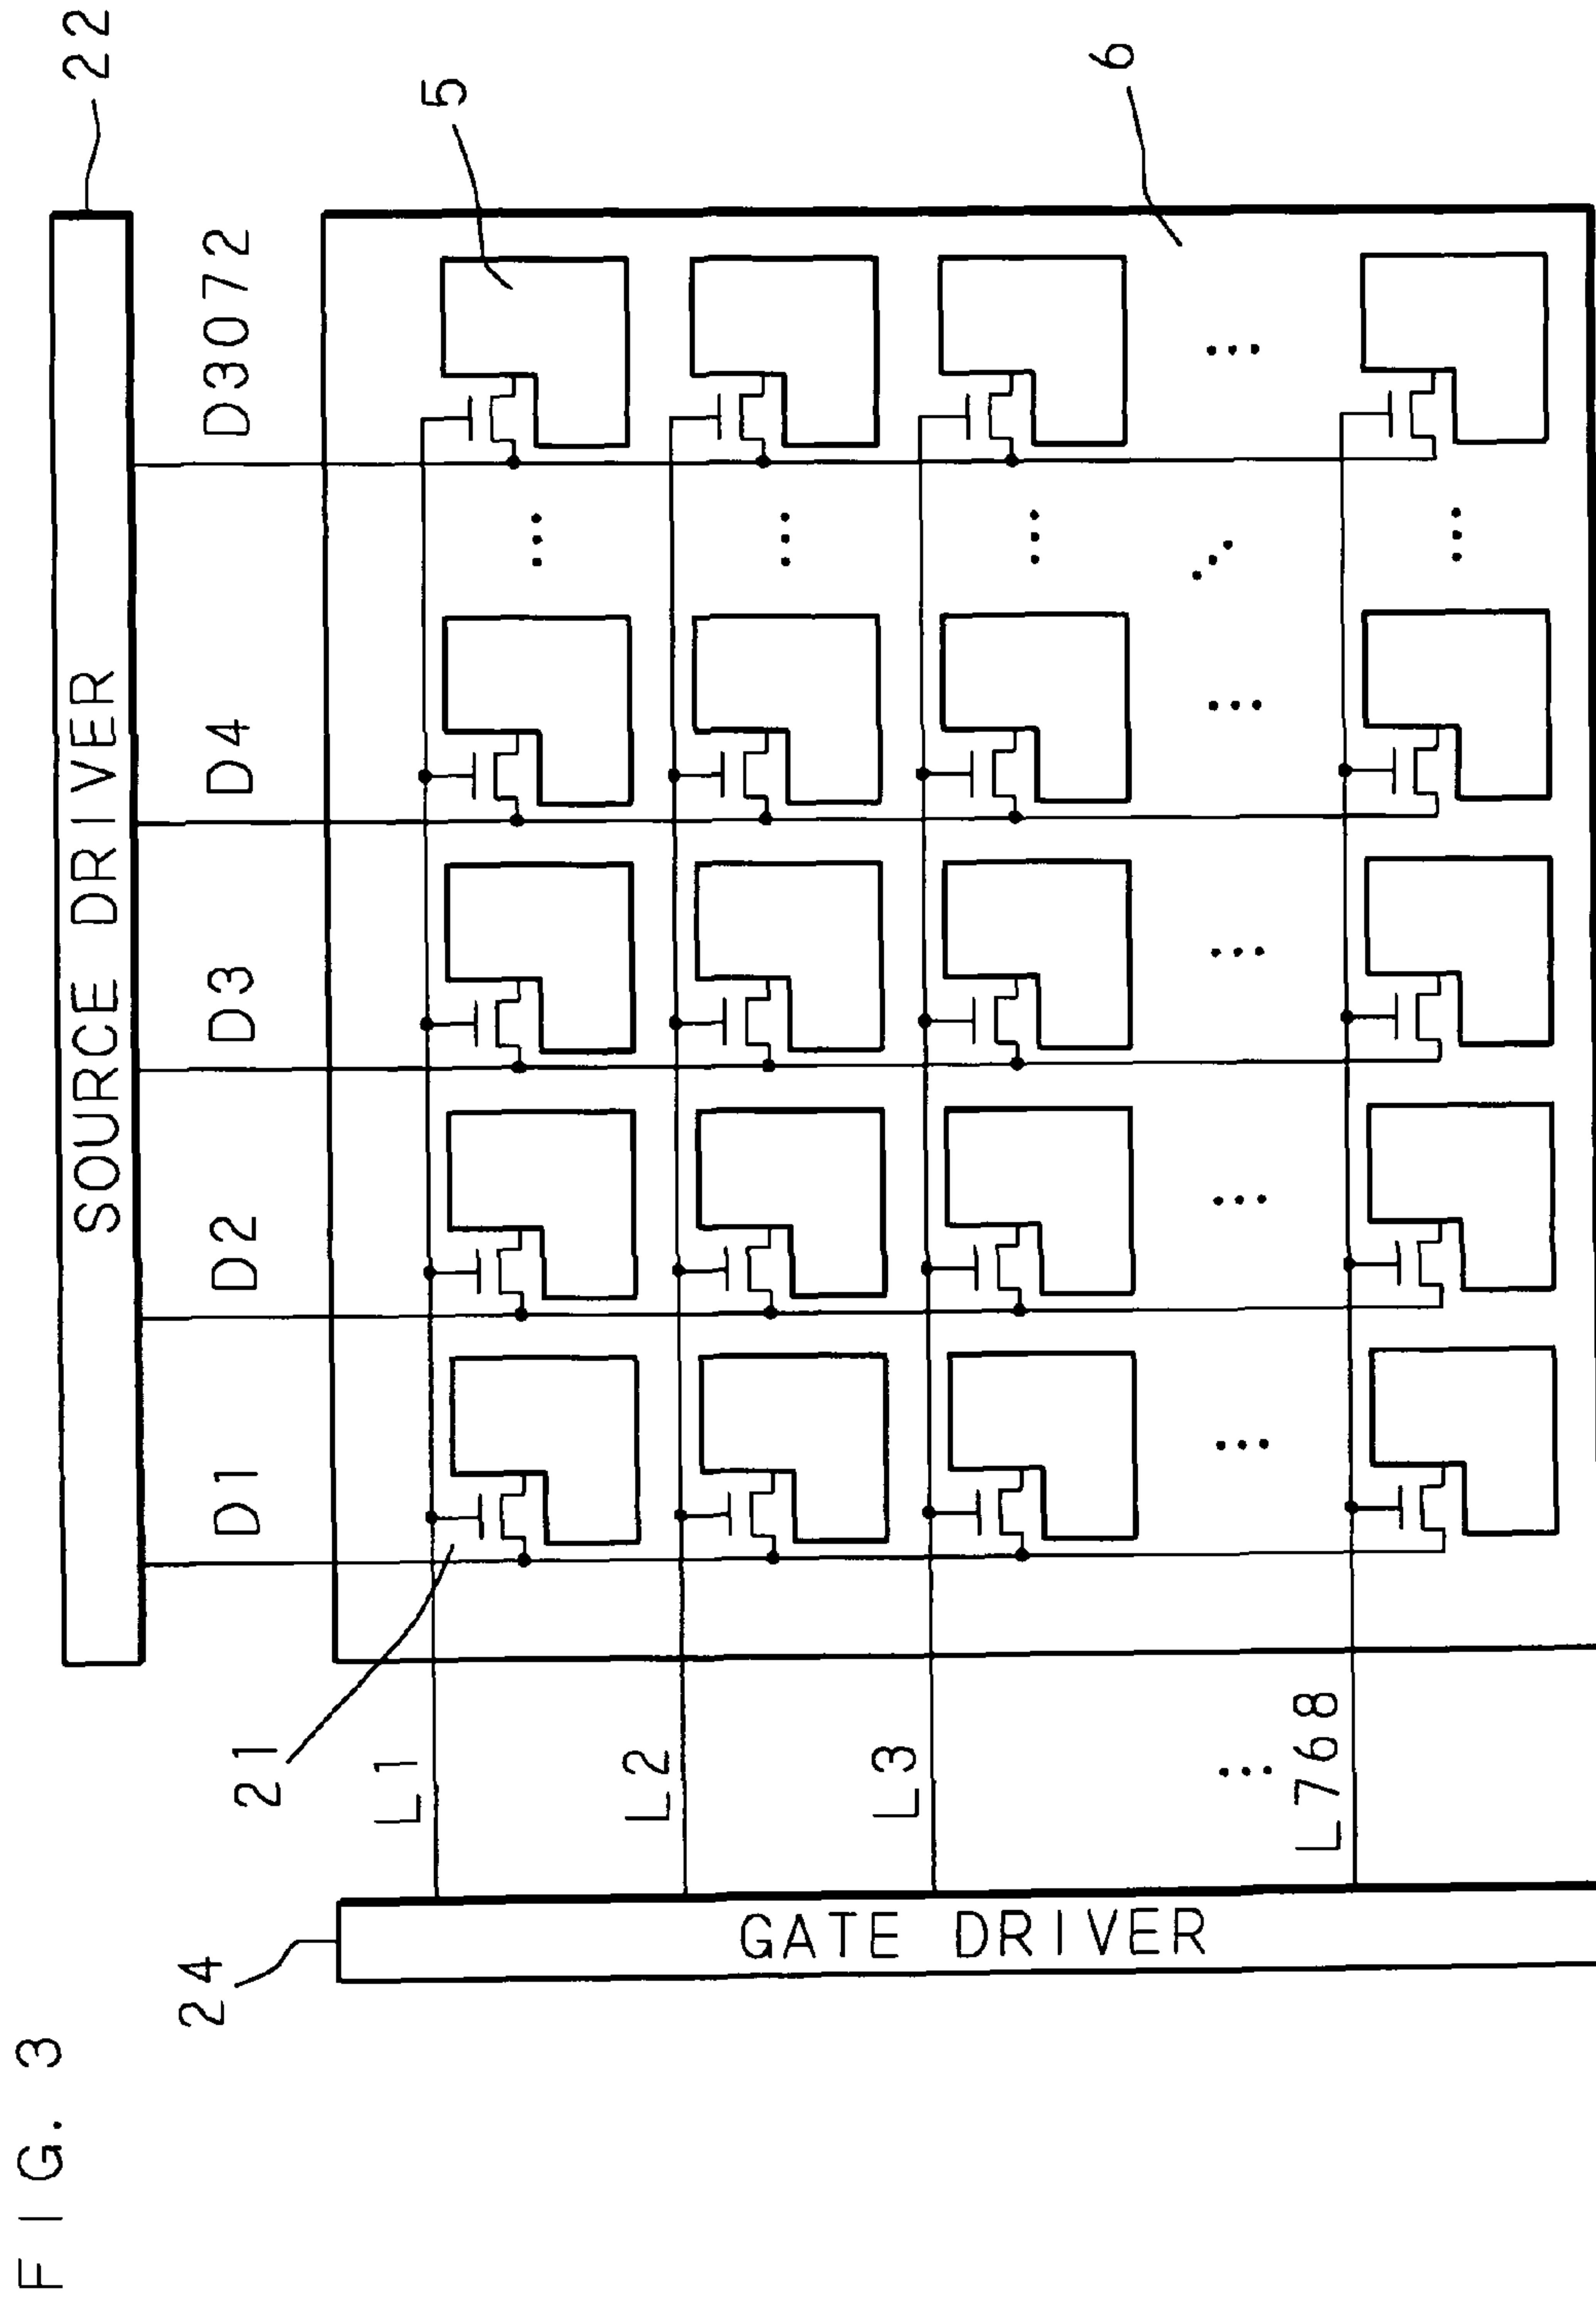 FIG. 3
22
SOURCE DRIVER
D1 D2 D3 D4 D3072
5
21
24
L1
L2
L3
L768
GATE DRIVER
6